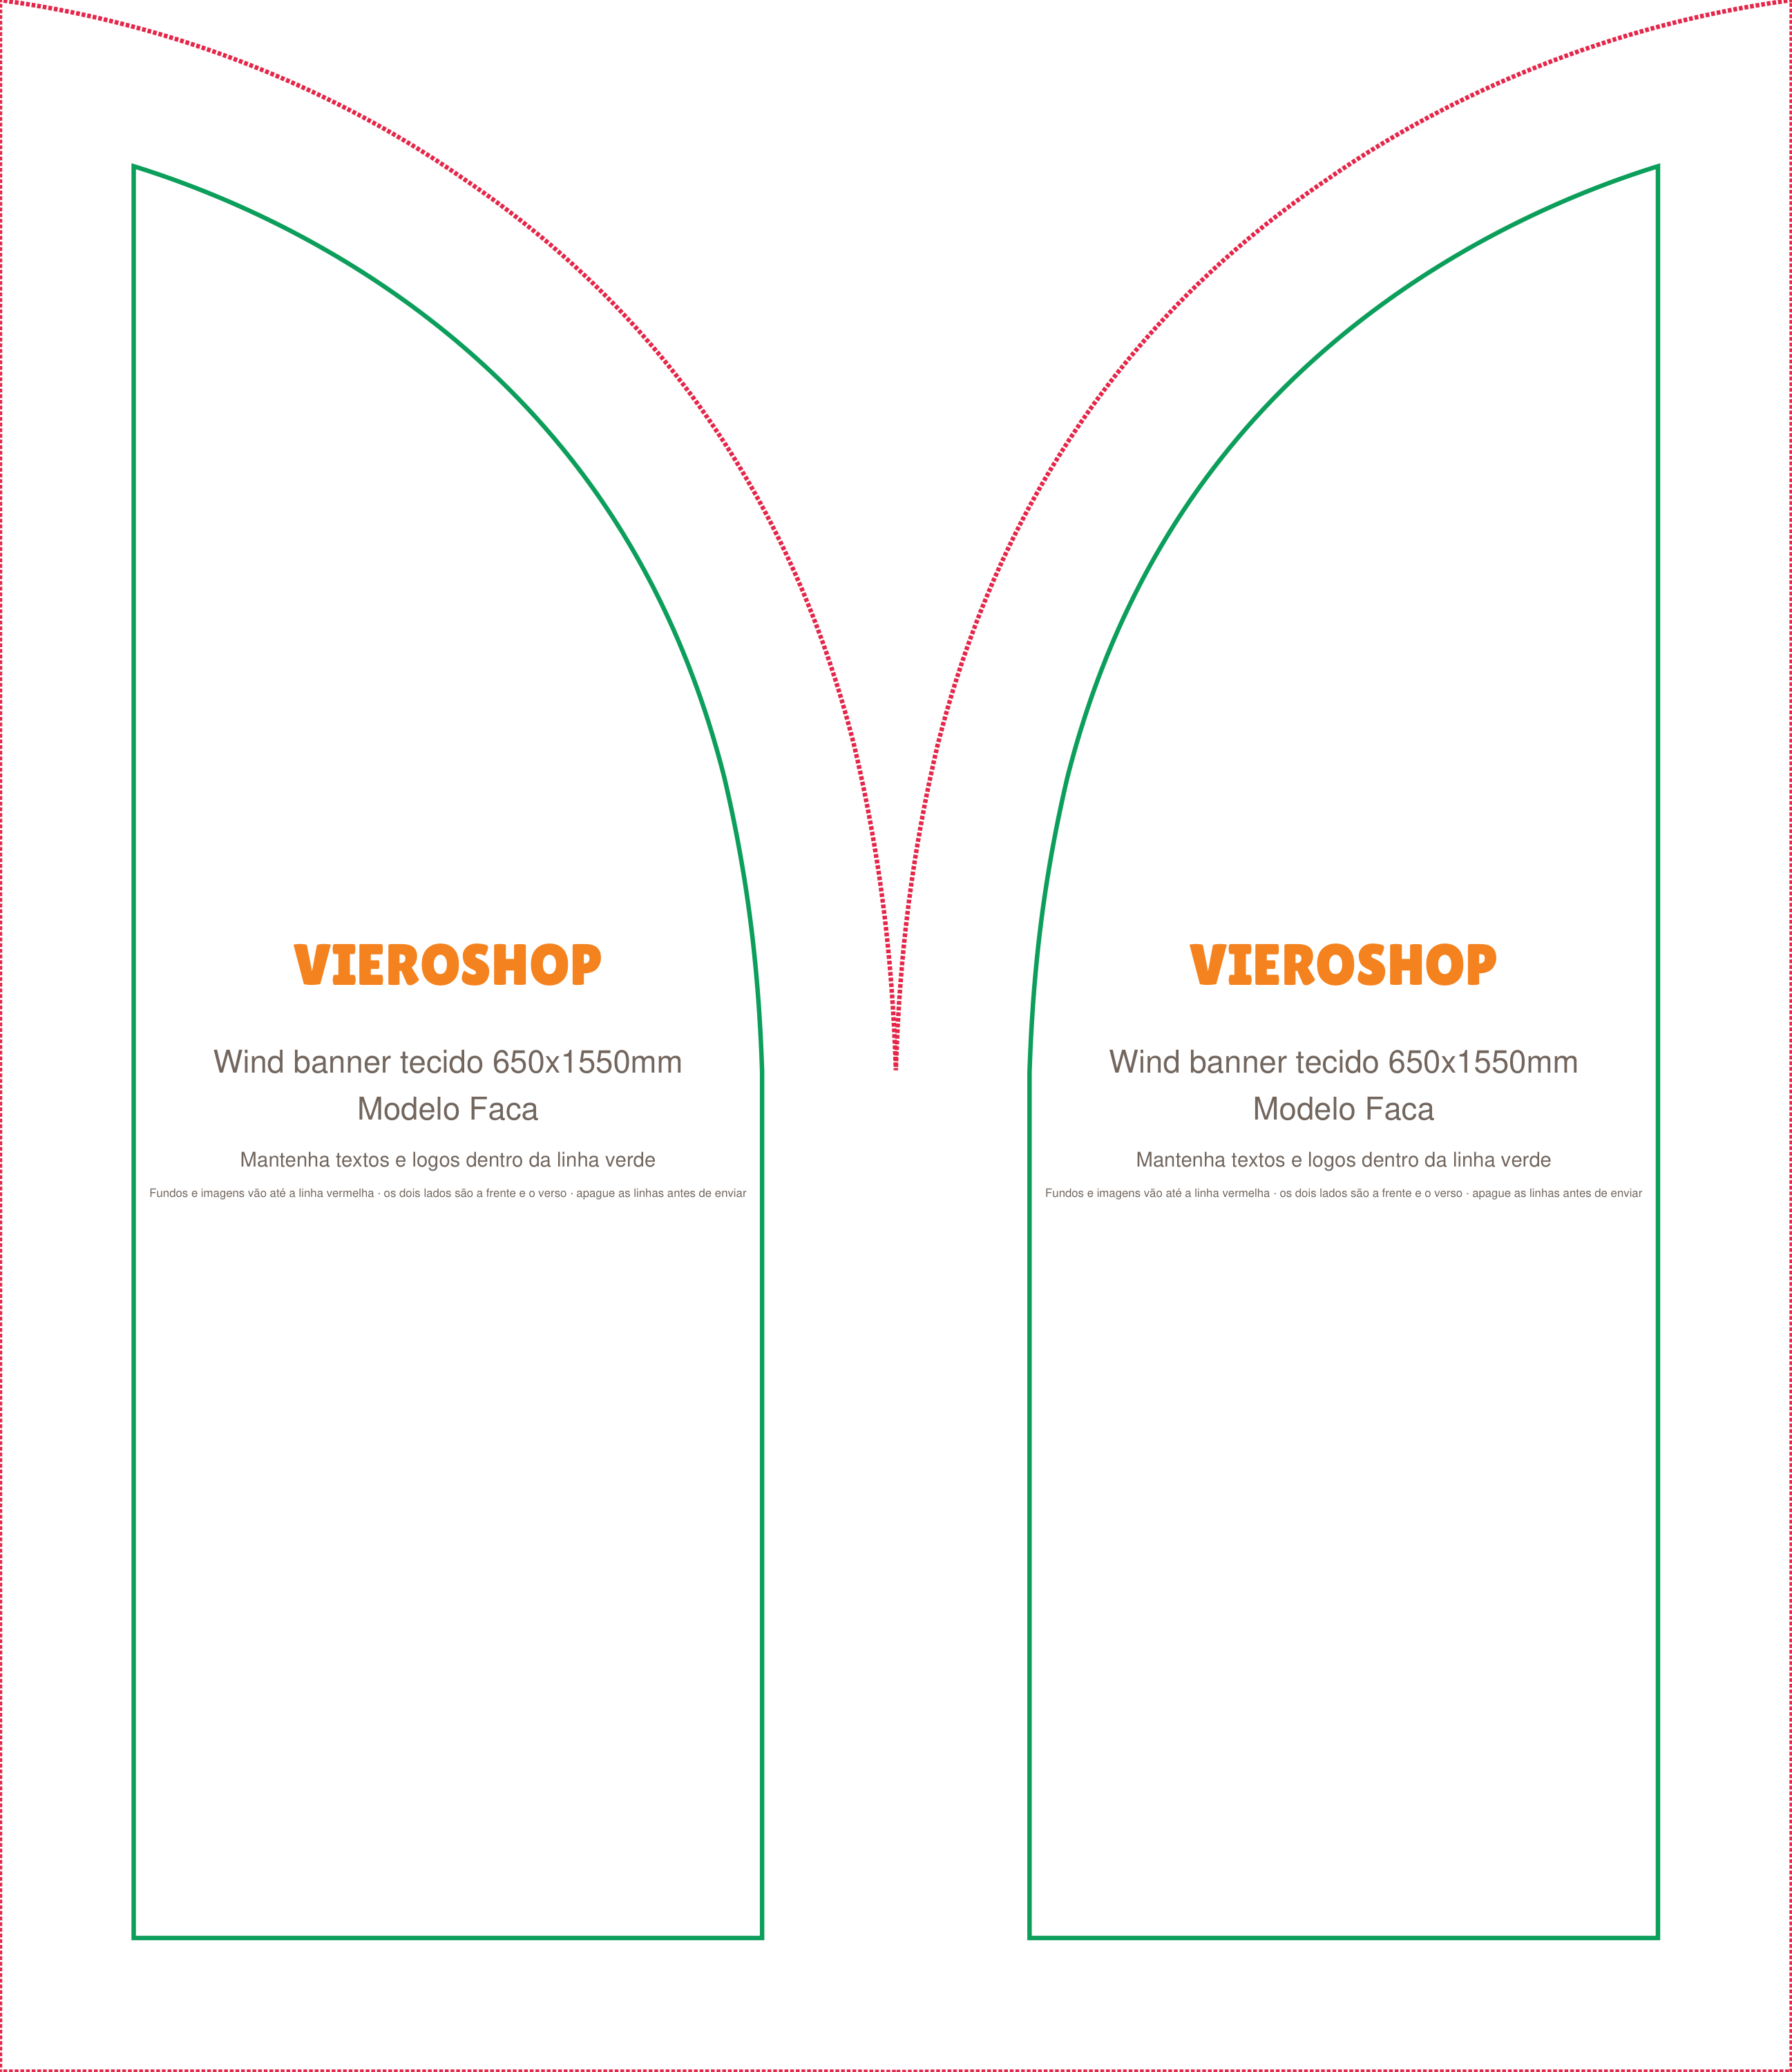 VIEROSHOP
Wind banner tecido 650x1550mm
Modelo Faca
Mantenha textos e logos dentro da linha verde
Fundos e imagens vão até a linha vermelha · os dois lados são a frente e o verso · apague as linhas antes de enviar
VIEROSHOP
Wind banner tecido 650x1550mm
Modelo Faca
Mantenha textos e logos dentro da linha verde
Fundos e imagens vão até a linha vermelha · os dois lados são a frente e o verso · apague as linhas antes de enviar